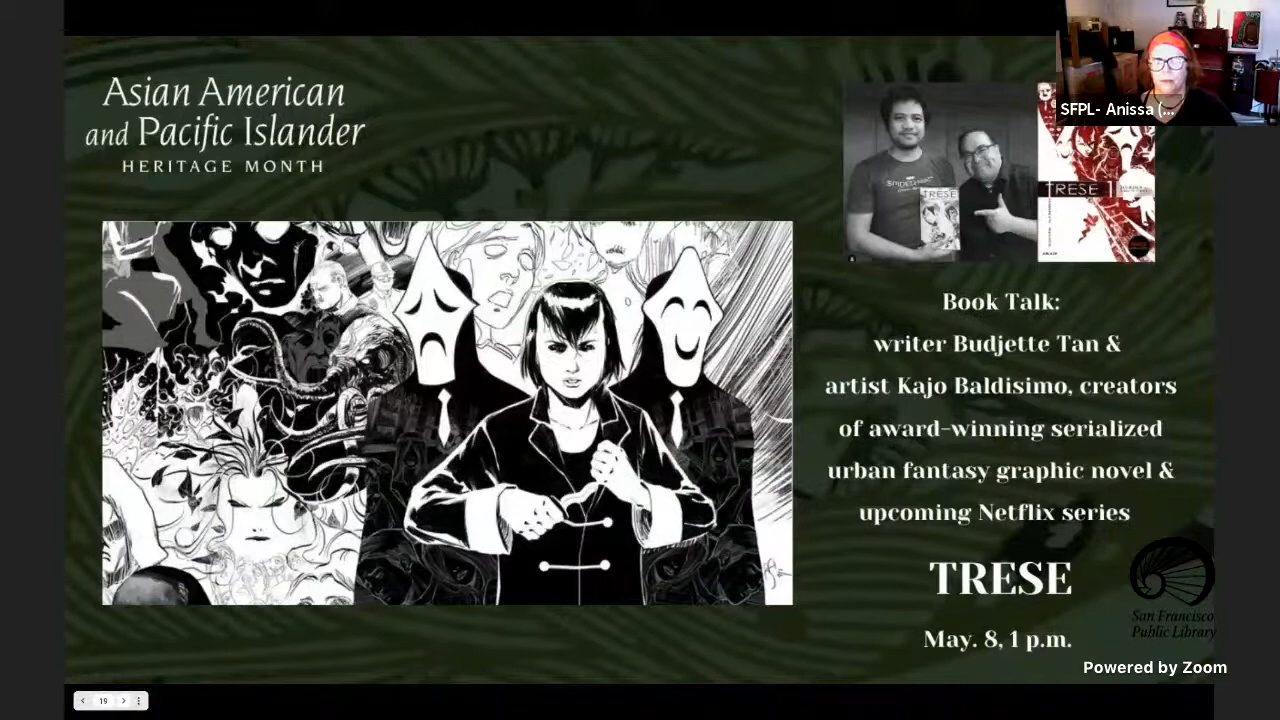 Asian American
and Pacific Islander
HERITAGE MONTH
SFPL- Anissa (...
TRESE
TRESE 1
Book Talk:
writer Budjette Tan &
artist Kajo Baldisimo, creators
of award-winning serialized
urban fantasy graphic novel &
upcoming Netflix series
TRESE
May. 8, 1 p.m.
San Francisco
Public Library
Powered by Zoom
19